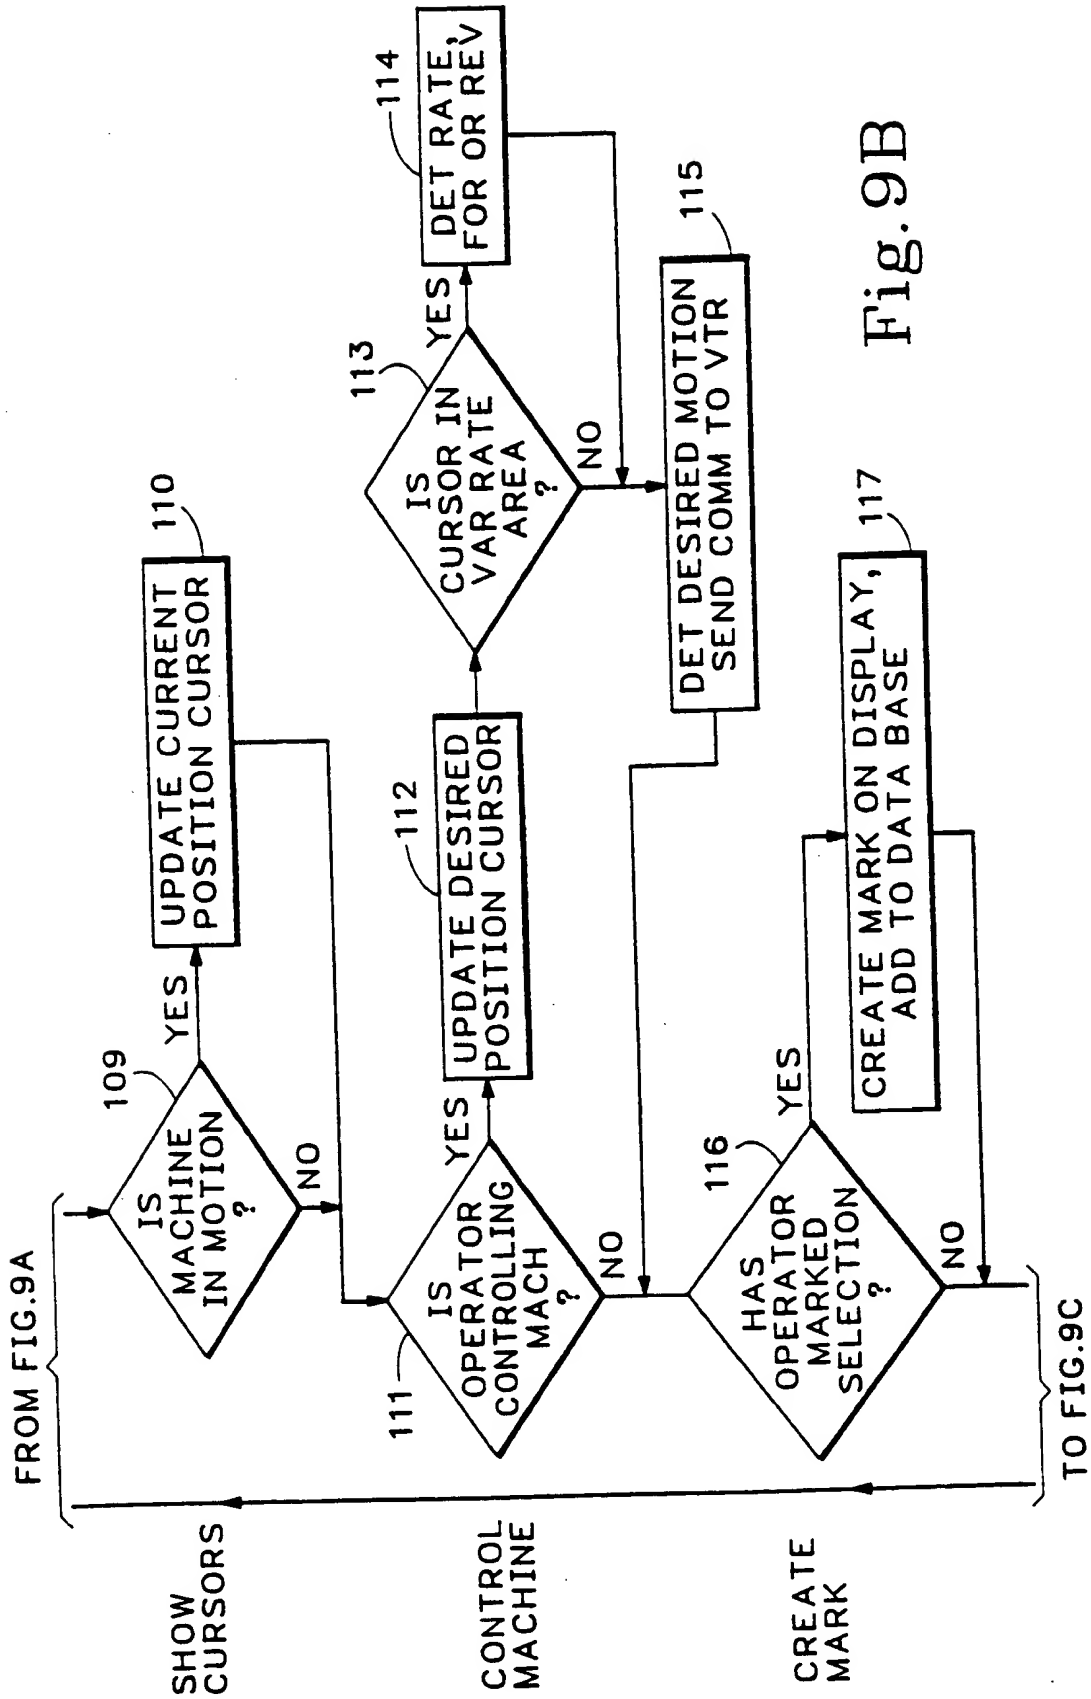 FROM FIG.9A
SHOW
CURSORS
IS
MACHINE
IN MOTION
?
109
YES
NO
UPDATE CURRENT
POSITION CURSOR
110
CONTROL
MACHINE
111
IS
OPERATOR
CONTROLLING
MACH
?
YES
NO
112
UPDATE DESIRED
POSITION CURSOR
113
IS
CURSOR IN
VAR RATE
AREA
?
YES
NO
114
DET RATE,
FOR OR REV
115
DET DESIRED MOTION
SEND COMM TO VTR
CREATE
MARK
116
HAS
OPERATOR
MARKED
SELECTION
?
YES
NO
117
CREATE MARK ON DISPLAY,
ADD TO DATA BASE
TO FIG.9C
Fig. 9B